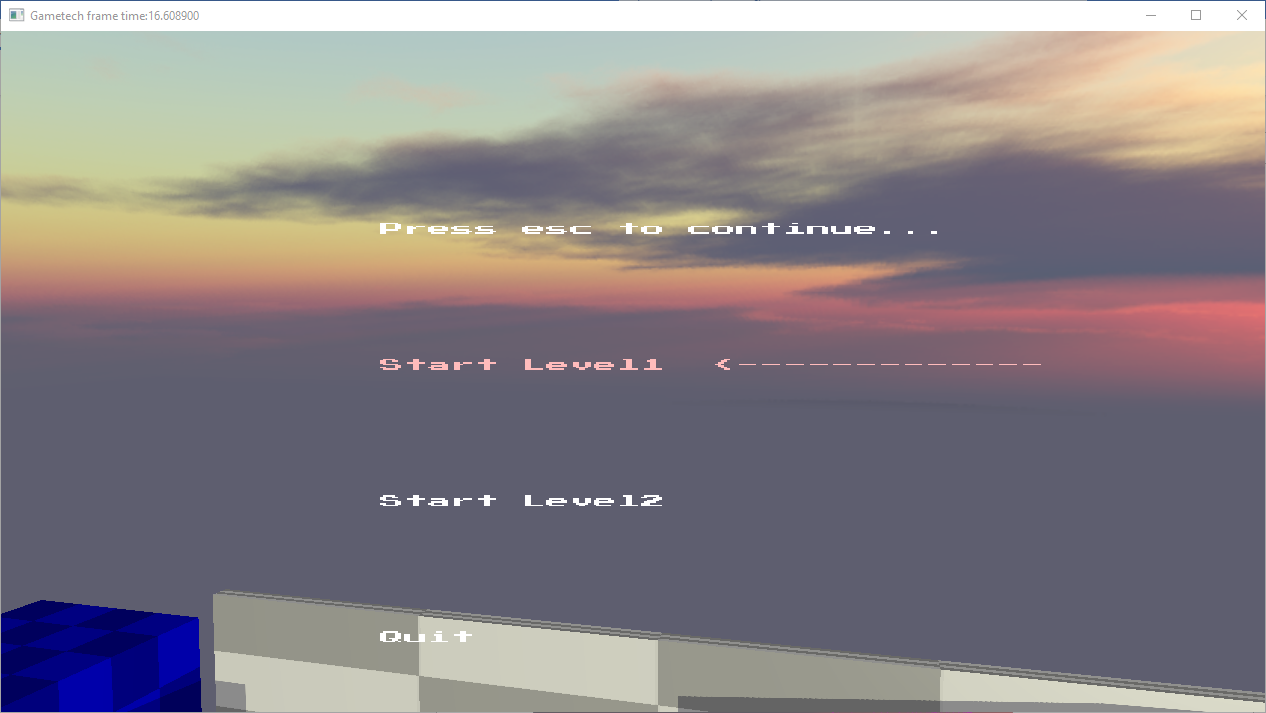 Gametech frame time:16.608900
Press esc to continue...
Start Level1 <-------------
Start Level2
Quit